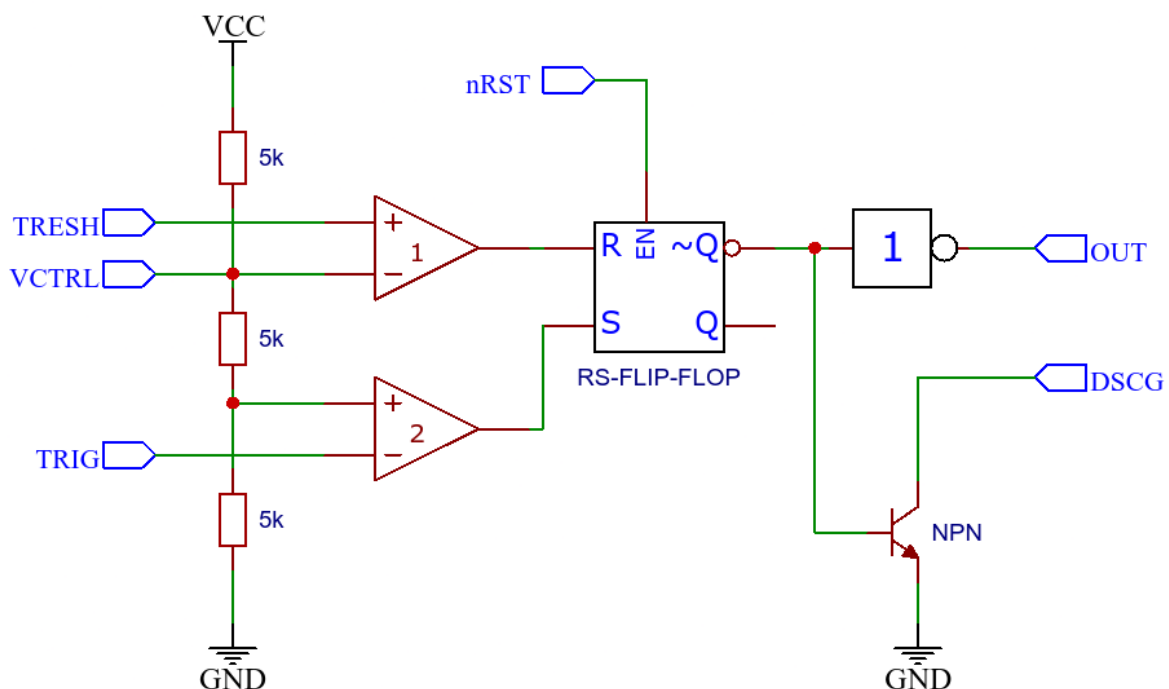 VCC
nRST
5k
TRESH
+
1
−
R
EN
~Q
1
OUT
VCTRL
5k
S
Q
RS-FLIP-FLOP
DSCG
+
2
−
TRIG
5k
NPN
GND
GND